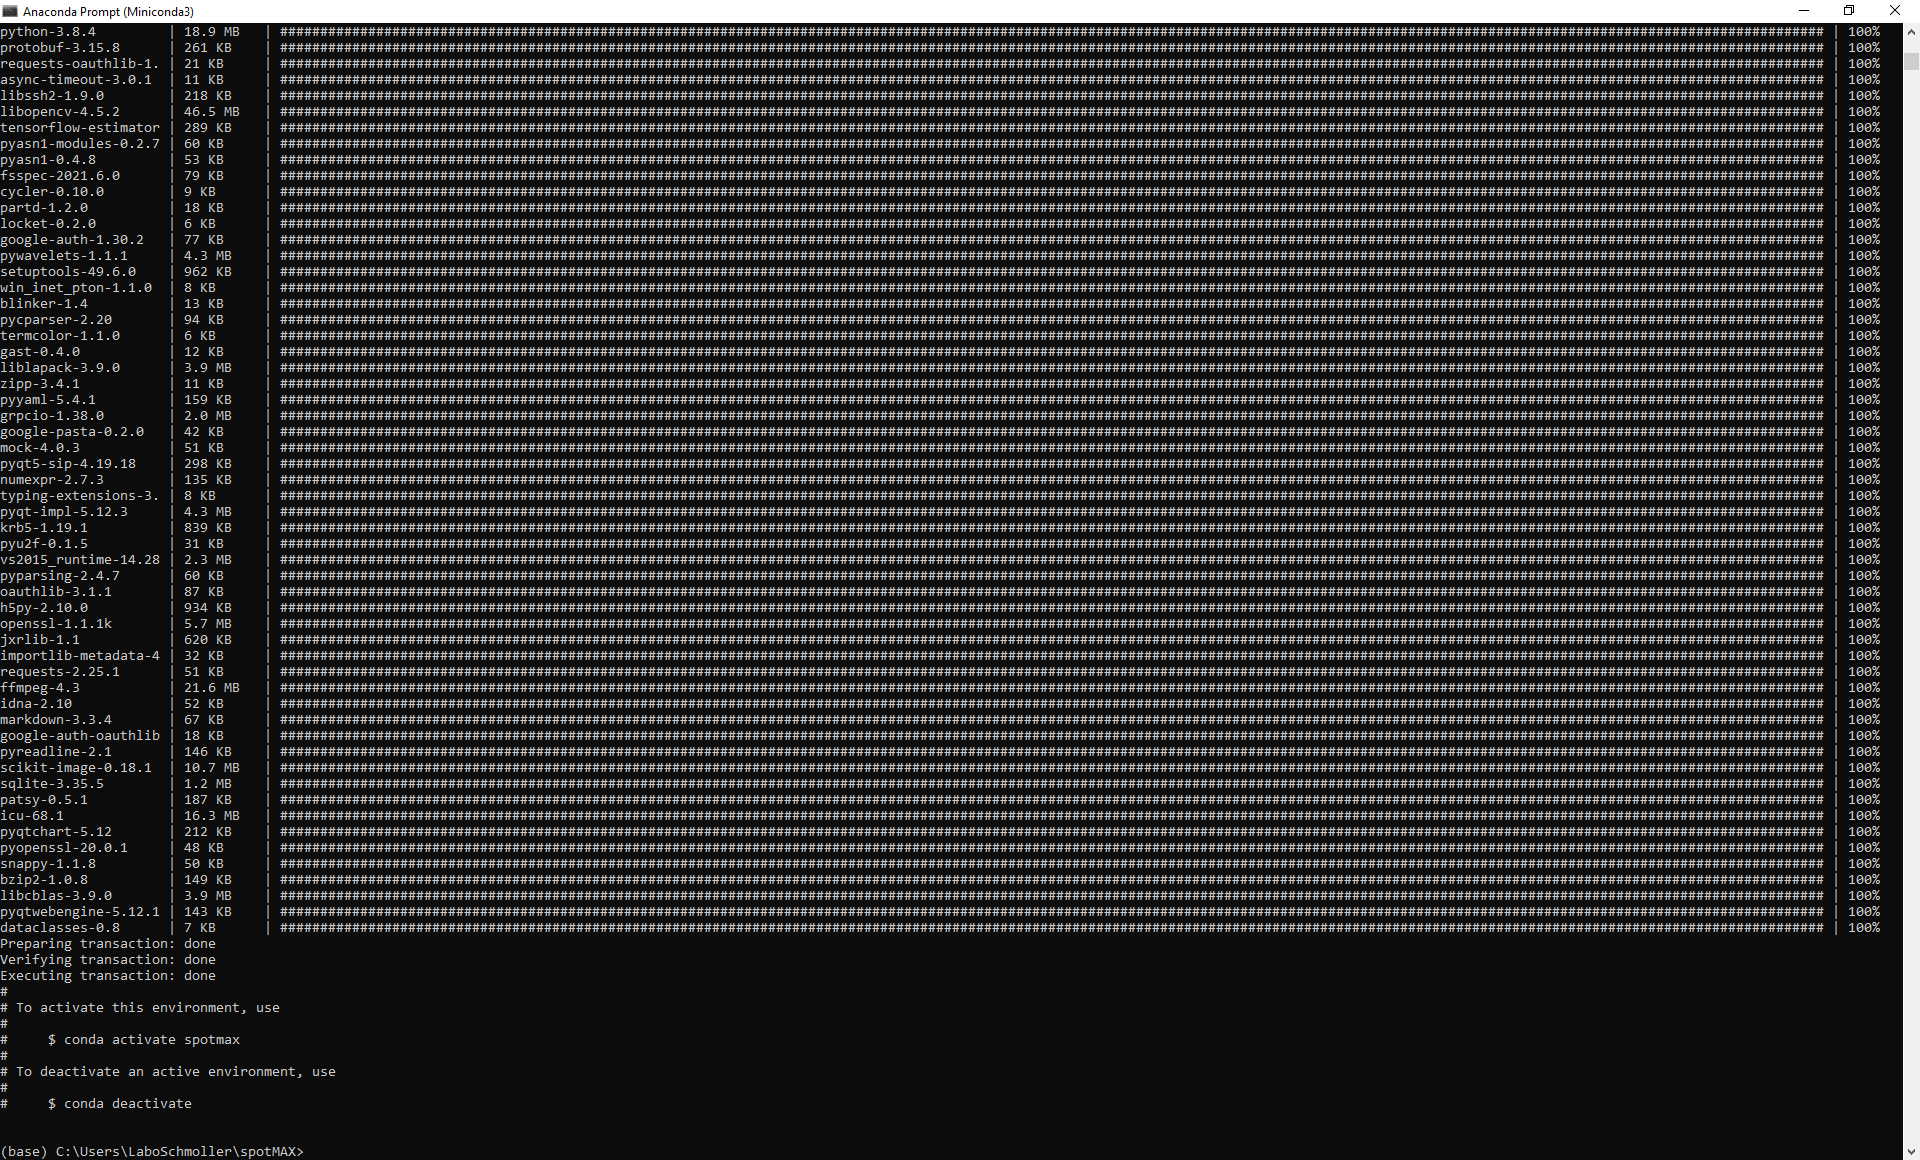 Anaconda Prompt (Miniconda3)
python-3.8.4 | 18.9 MB | ################ | 100%
protobuf-3.15.8 | 261 KB | ################ | 100%
requests-oauthlib-1. | 21 KB | ################ | 100%
async-timeout-3.0.1 | 11 KB | ################ | 100%
libssh2-1.9.0 | 218 KB | ################ | 100%
libopencv-4.5.2 | 46.5 MB | ################ | 100%
tensorflow-estimator | 289 KB | ################ | 100%
pyasn1-modules-0.2.7 | 60 KB | ################ | 100%
pyasn1-0.4.8 | 53 KB | ################ | 100%
fsspec-2021.6.0 | 79 KB | ################ | 100%
cycler-0.10.0 | 9 KB | ################ | 100%
partd-1.2.0 | 18 KB | ################ | 100%
locket-0.2.0 | 6 KB | ################ | 100%
google-auth-1.30.2 | 77 KB | ################ | 100%
pywavelets-1.1.1 | 4.3 MB | ################ | 100%
setuptools-49.6.0 | 962 KB | ################ | 100%
win_inet_pton-1.1.0 | 8 KB | ################ | 100%
blinker-1.4 | 13 KB | ################ | 100%
pycparser-2.20 | 94 KB | ################ | 100%
termcolor-1.1.0 | 6 KB | ################ | 100%
gast-0.4.0 | 12 KB | ################ | 100%
liblapack-3.9.0 | 3.9 MB | ################ | 100%
zipp-3.4.1 | 11 KB | ################ | 100%
pyyaml-5.4.1 | 159 KB | ################ | 100%
grpcio-1.38.0 | 2.0 MB | ################ | 100%
google-pasta-0.2.0 | 42 KB | ################ | 100%
mock-4.0.3 | 51 KB | ################ | 100%
pyqt5-sip-4.19.18 | 298 KB | ################ | 100%
numexpr-2.7.3 | 135 KB | ################ | 100%
typing-extensions-3. | 8 KB | ################ | 100%
pyqt-impl-5.12.3 | 4.3 MB | ################ | 100%
krb5-1.19.1 | 839 KB | ################ | 100%
pyu2f-0.1.5 | 31 KB | ################ | 100%
vs2015_runtime-14.28 | 2.3 MB | ################ | 100%
pyparsing-2.4.7 | 60 KB | ################ | 100%
oauthlib-3.1.1 | 87 KB | ################ | 100%
h5py-2.10.0 | 934 KB | ################ | 100%
openssl-1.1.1k | 5.7 MB | ################ | 100%
jxrlib-1.1 | 620 KB | ################ | 100%
importlib-metadata-4 | 32 KB | ################ | 100%
requests-2.25.1 | 51 KB | ################ | 100%
ffmpeg-4.3 | 21.6 MB | ################ | 100%
idna-2.10 | 52 KB | ################ | 100%
markdown-3.3.4 | 67 KB | ################ | 100%
google-auth-oauthlib | 18 KB | ################ | 100%
pyreadline-2.1 | 146 KB | ################ | 100%
scikit-image-0.18.1 | 10.7 MB | ################ | 100%
sqlite-3.35.5 | 1.2 MB | ################ | 100%
patsy-0.5.1 | 187 KB | ################ | 100%
icu-68.1 | 16.3 MB | ################ | 100%
pyqtchart-5.12 | 212 KB | ################ | 100%
pyopenssl-20.0.1 | 48 KB | ################ | 100%
snappy-1.1.8 | 50 KB | ################ | 100%
bzip2-1.0.8 | 149 KB | ################ | 100%
libcblas-3.9.0 | 3.9 MB | ################ | 100%
pyqtwebengine-5.12.1 | 143 KB | ################ | 100%
dataclasses-0.8 | 7 KB | ################ | 100%
Preparing transaction: done
Verifying transaction: done
Executing transaction: done
#
# To activate this environment, use
#
#     $ conda activate spotmax
#
# To deactivate an active environment, use
#
#     $ conda deactivate
(base) C:\Users\LaboSchmoller\spotMAX>